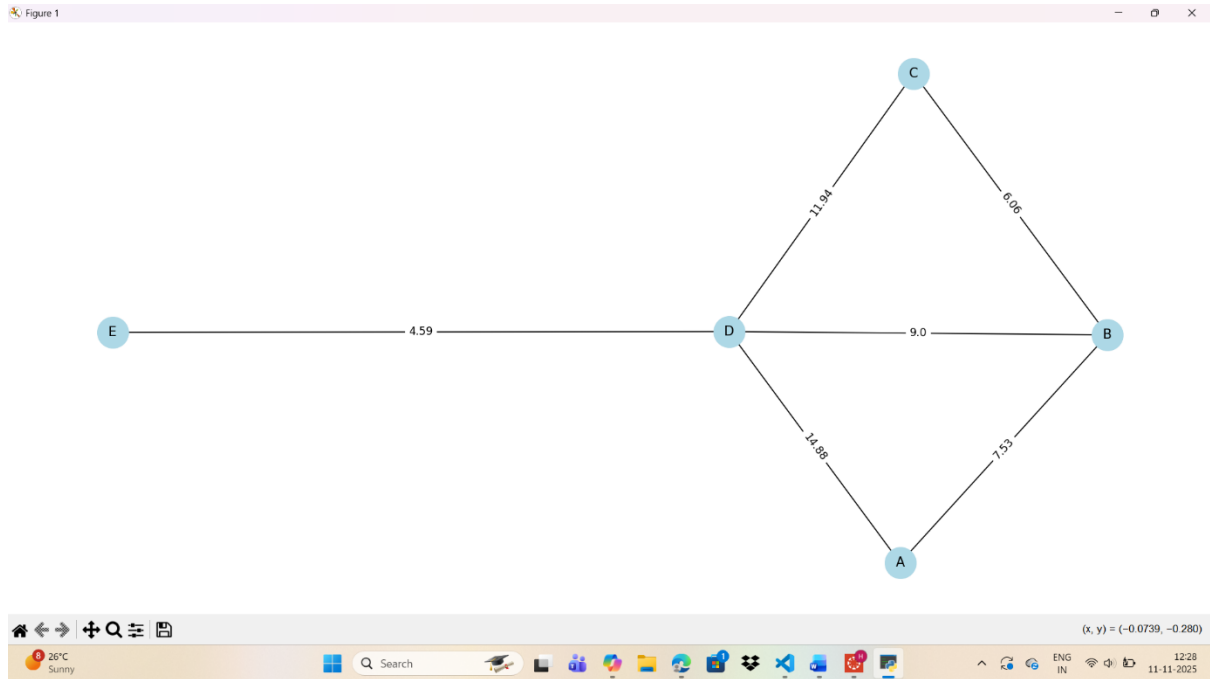 Figure 1
C
11.94
6.06
E
4.59
D
9.0
B
14.88
7.53
A
(x, y) = (−0.0739, −0.280)
8
26°C
Sunny
Search
1
H
ENG
IN
12:28
11-11-2025